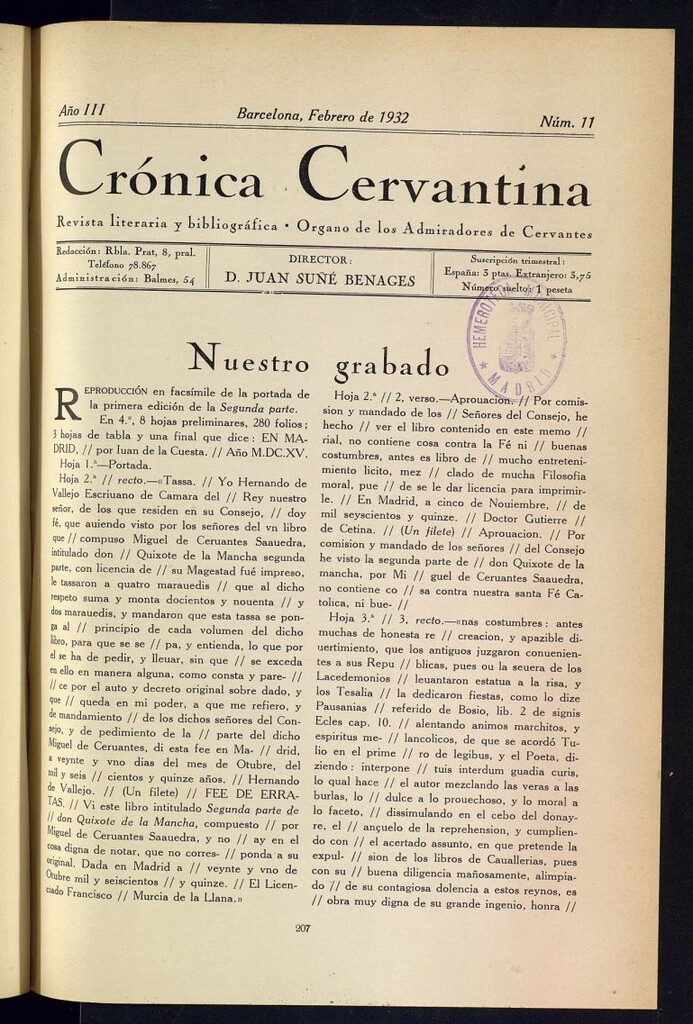 Año III
Barcelona, Febrero de 1932
Núm. 11
Crónica Cervantina
Revista literaria y bibliográfica • Organo de los Admiradores de Cervantes
Redacción: Rbla. Prat, 8, pral.
Teléfono 78.867
Administración: Balmes, 54
DIRECTOR:
D. JUAN SUÑÉ BENAGES
Suscripción trimestral:
España: 3 ptas. Extranjero: 3,75
Número suelto: 1 peseta
HEMEROTECA MUNICIPAL
MADRID
Nuestro grabado
REPRODUCCIÓN en facsímile de la portada de
la primera edición de la Segunda parte.
En 4.º, 8 hojas preliminares, 280 folios;
3 hojas de tabla y una final que dice: EN MA-
DRID, // por Iuan de la Cuesta. // Año M.DC.XV.
Hoja 1.ª—Portada.
Hoja 2.ª // recto.—«Tassa. // Yo Hernando de
Vallejo Escriuano de Camara del // Rey nuestro
señor, de los que residen en su Consejo, // doy
fé, que auiendo visto por los señores del vn libro
que // compuso Miguel de Ceruantes Saauedra,
intitulado don // Quixote de la Mancha segunda
parte, con licencia de // su Magestad fué impreso,
le tassaron a quatro marauedis // que al dicho
respeto suma y monta docientos y nouenta // y
dos marauedis, y mandaron que esta tassa se pon-
ga al // principio de cada volumen del dicho
libro, para que se se // pa, y entienda, lo que por
el se ha de pedir, y lleuar, sin que // se exceda
en ello en manera alguna, como consta y pare- //
// ce por el auto y decreto original sobre dado, y
que // queda en mi poder, a que me refiero, y
de mandamiento // de los dichos señores del Con-
sejo, y de pedimento de la // parte del dicho
Miguel de Ceruantes, di esta fee en Ma- // drid,
a veynte y vno dias del mes de Otubre, del
mil y seis // cientos y quinze años. // Hernando
de Vallejo. // (Un filete) // FEE DE ERRA-
TAS. // Vi este libro intitulado Segunda parte de
// don Quixote de la Mancha, compuesto // por
Miguel de Ceruantes Saauedra, y no // ay en el
cosa digna de notar, que no corres- // ponda a su
original. Dada en Madrid a // veynte y vno de
Otubre mil y seiscientos // y quinze. // El Licen-
ciado Francisco // Murcia de la Llana.»
Hoja 2.ª // 2, verso.—Aprouacion. // Por comis-
sion y mandado de los // Señores del Consejo, he
hecho // ver el libro contenido en este memo //
rial, no contiene cosa contra la Fé ni // buenas
costumbres, antes es libro de // mucho entreteni-
miento licito, mez // clado de mucha Filosofia
moral, pue // de se le dar licencia para imprimir-
le. // En Madrid, a cinco de Nouiembre, // de
mil seyscientos y quinze. // Doctor Gutierre //
de Cetina. // (Un filete) // Aprouacion. // Por
comision y mandado de los señores // del Consejo
he visto la segunda parte de // don Quixote de la
mancha, por Mi // guel de Ceruantes Saauedra,
no contiene co // sa contra nuestra santa Fé Ca-
tolica, ni bue- //
Hoja 3.ª // 3, recto.—«nas costumbres: antes
muchas de honesta re // creacion, y apazible di-
uertimiento, que los antiguos juzgaron conuenien-
tes a sus Repu // blicas, pues ou la seuera de los
Lacedemonios // leuantaron estatua a la risa, y
los Tesalia // la dedicaron fiestas, como lo dize
Pausanias // referido de Bosio, lib. 2 de signis
Ecles cap. 10. // alentando animos marchitos, y
espiritus me- // lancolicos, de que se acordó Tu-
lio en el prime // ro de legibus, y el Poeta, di-
ziendo: interpone // tuis interdum guadia curis,
lo qual hace // el autor mezclando las veras a las
burlas, lo // dulce a lo prouechoso, y lo moral a
lo faceto, // dissimulando en el cebo del donay-
re, el // ançuelo de la reprehension, y cumplien-
do con // el acertado assunto, en que pretende la
expul- // sion de los libros de Cauallerias, pues
con su // buena diligencia mañosamente, alimpia-
do // de su contagiosa dolencia a estos reynos, es
// obra muy digna de su grande ingenio, honra //
207